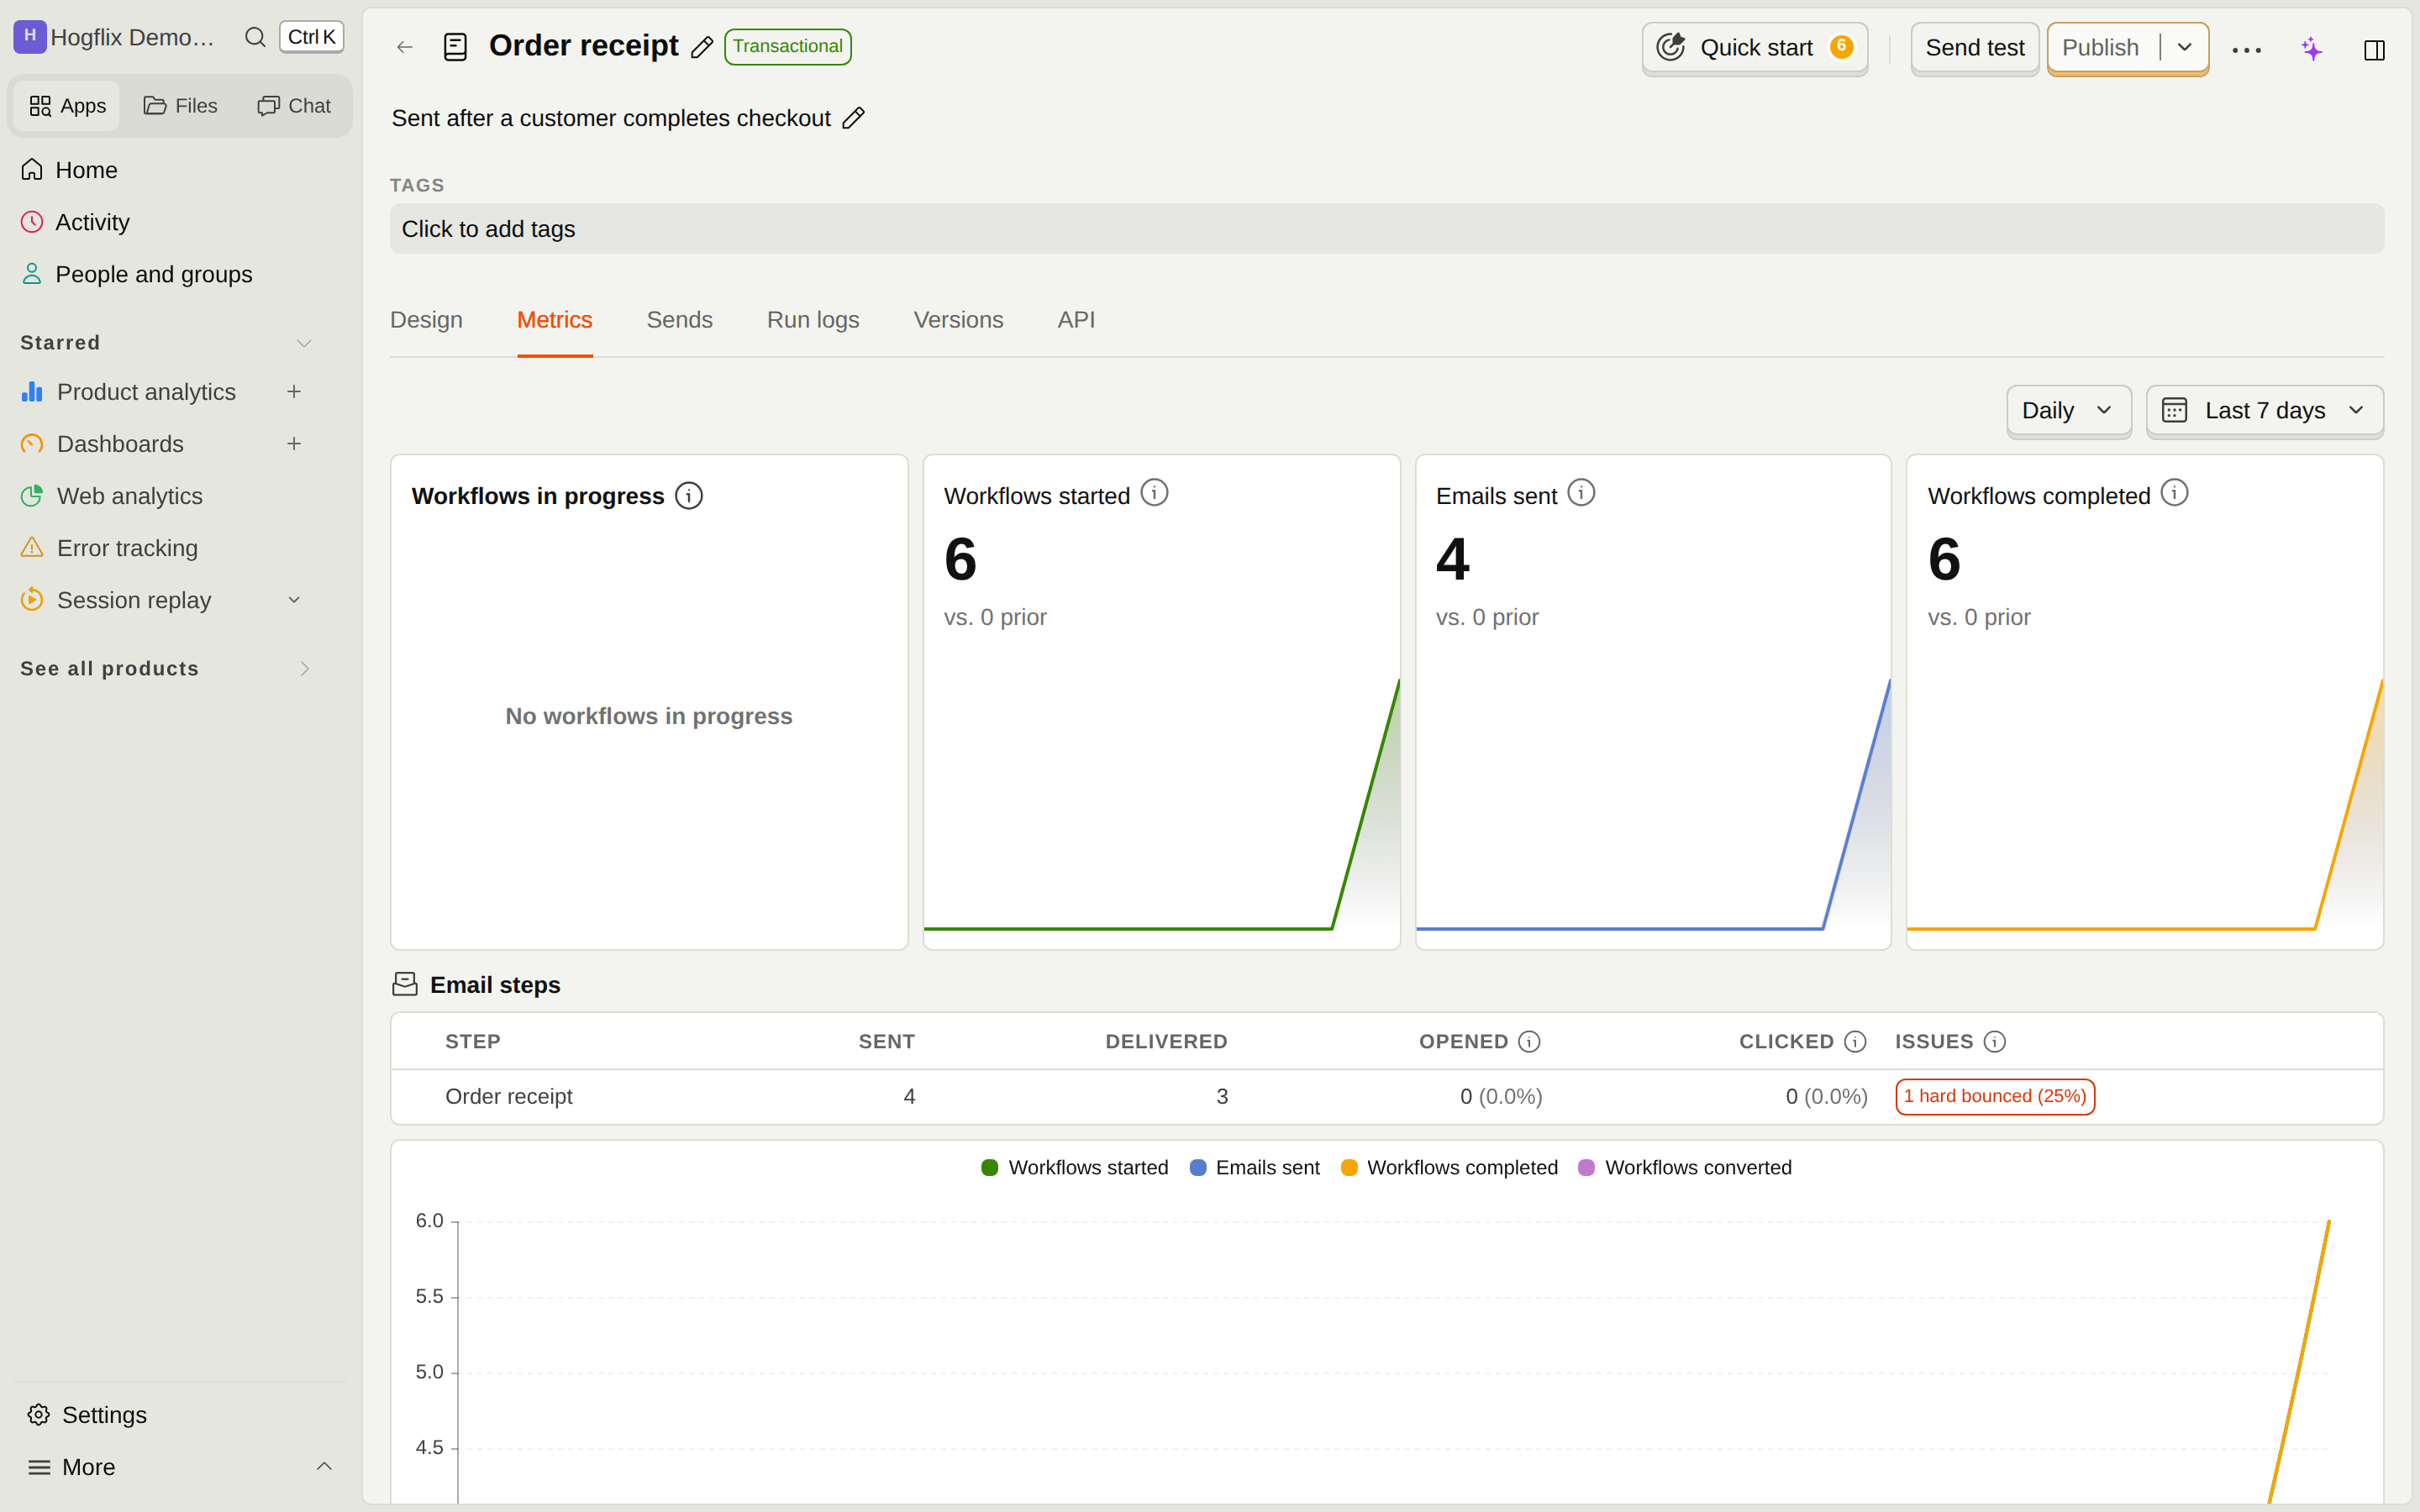 H Hogflix Demo… Ctrl K
Apps Files Chat
Home
Activity
People and groups
Starred
Product analytics
Dashboards
Web analytics
Error tracking
Session replay
See all products
Settings
More
Order receipt Transactional
Quick start 6 Send test Publish
Sent after a customer completes checkout
TAGS
Click to add tags
Design Metrics Sends Run logs Versions API
Daily Last 7 days
Workflows in progress
No workflows in progress
Workflows started
6
vs. 0 prior
Emails sent
4
vs. 0 prior
Workflows completed
6
vs. 0 prior
Email steps
STEP SENT DELIVERED OPENED CLICKED ISSUES
Order receipt 4 3 0 (0.0%) 0 (0.0%) 1 hard bounced (25%)
Workflows started Emails sent Workflows completed Workflows converted
6.0
5.5
5.0
4.5